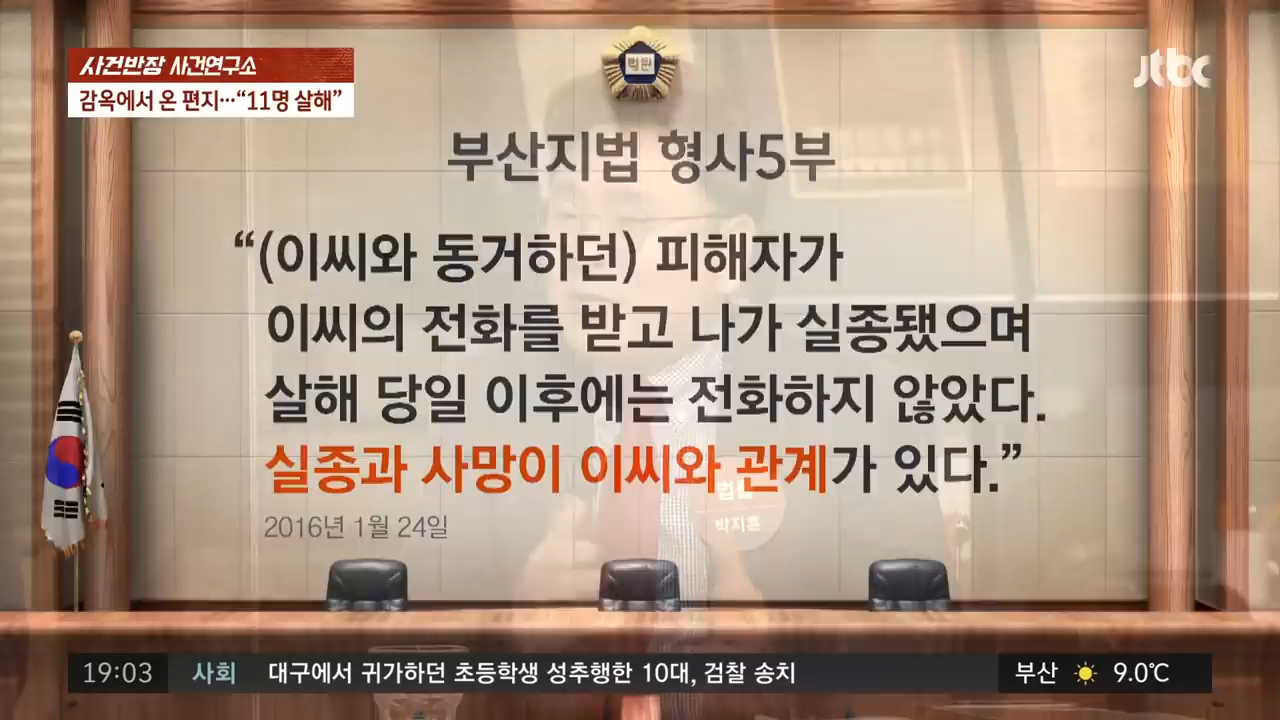 사건반장 사건연구소
감옥에서 온 편지…“11명 살해”
jtbc
법원
부산지법 형사5부
“(이씨와 동거하던) 피해자가
이씨의 전화를 받고 나가 실종됐으며
살해 당일 이후에는 전화하지 않았다.
실종과 사망이 이씨와 관계가 있다.”
박지훈
2016년 1월 24일
19:03 사회 대구에서 귀가하던 초등학생 성추행한 10대, 검찰 송치 부산 9.0℃